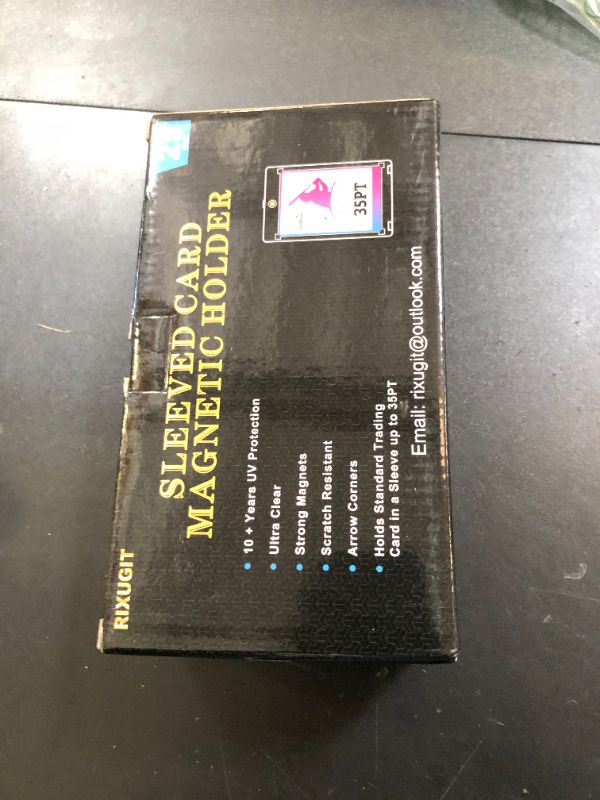 RIXUGIT
SLEEVED CARD
MAGNETIC HOLDER
35PT
10 + Years UV Protection
Ultra Clear
Strong Magnets
Scratch Resistant
Arrow Corners
Holds Standard Trading
Card in a Sleeve up to 35PT
Email: rixugit@outlook.com